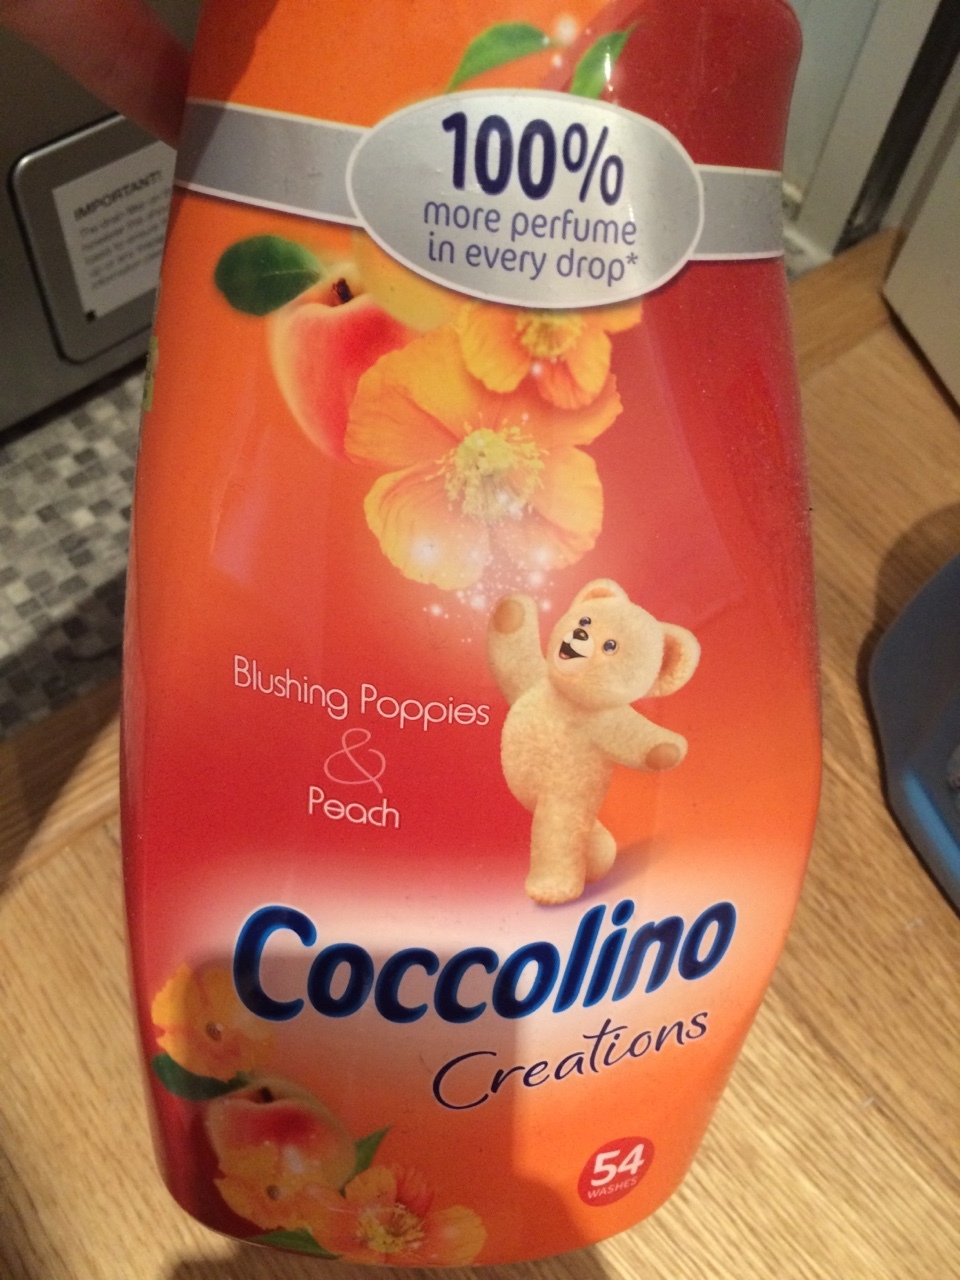 100%
more perfume
in every drop*
IMPORTANT!
Blushing Poppies
&
Peach
Coccolino
Creations
54
WASHES